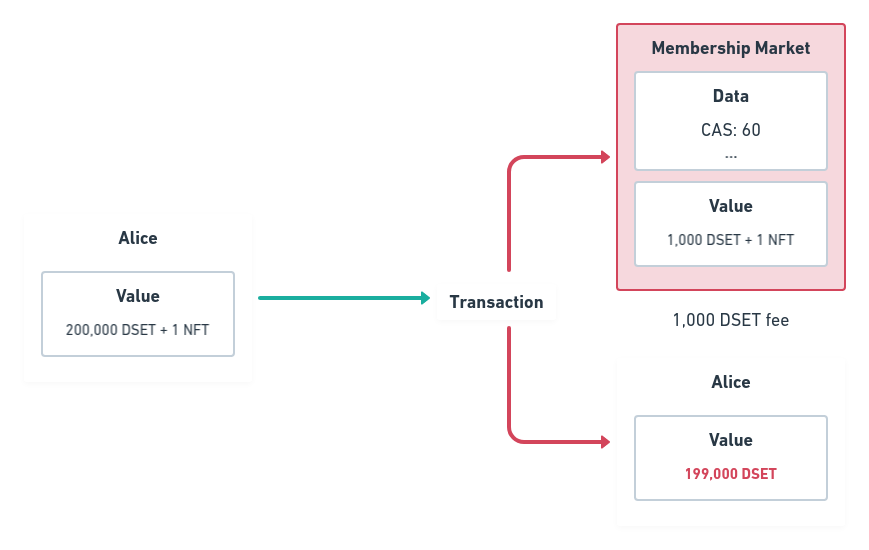 Alice
Value
200,000 DSET + 1 NFT
Transaction
Membership Market
Data
CAS: 60
...
Value
1,000 DSET + 1 NFT
1,000 DSET fee
Alice
Value
199,000 DSET